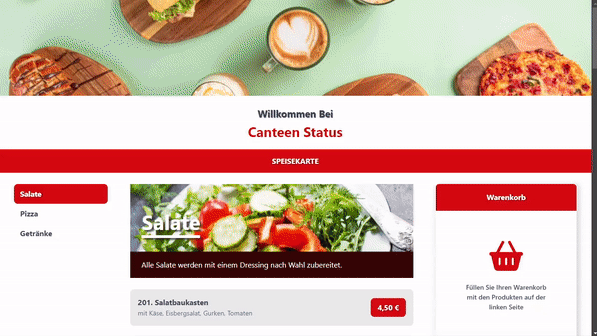 Willkommen Bei
Canteen Status
SPEISEKARTE
Salate
Pizza
Getränke
Salate
Alle Salate werden mit einem Dressing nach Wahl zubereitet.
201. Salatbaukasten
mit Käse, Eisbergsalat, Gurken, Tomaten
4,50 €
Warenkorb
Füllen Sie Ihren Warenkorb
mit den Produkten auf der
linken Seite